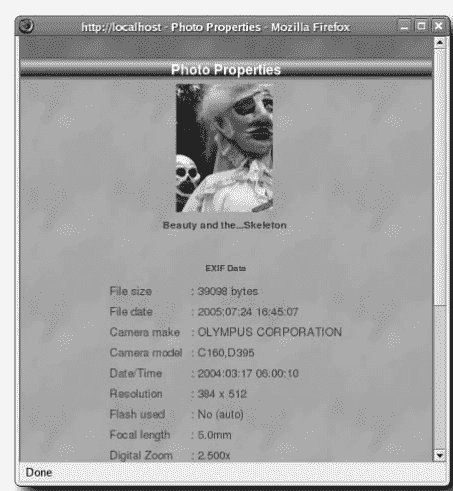 http://localhost - Photo Properties - Mozilla Firefox
Photo Properties
Beauty and the...Skeleton
EXIF Data
File size : 39098 bytes
File date : 2005:07:24 16:45:07
Camera make : OLYMPUS CORPORATION
Camera model : C160,D395
Date/Time : 2004:03:17 06:00:10
Resolution : 384 x 512
Flash used : No (auto)
Focal length : 5.0mm
Digital Zoom : 2.500x
Done